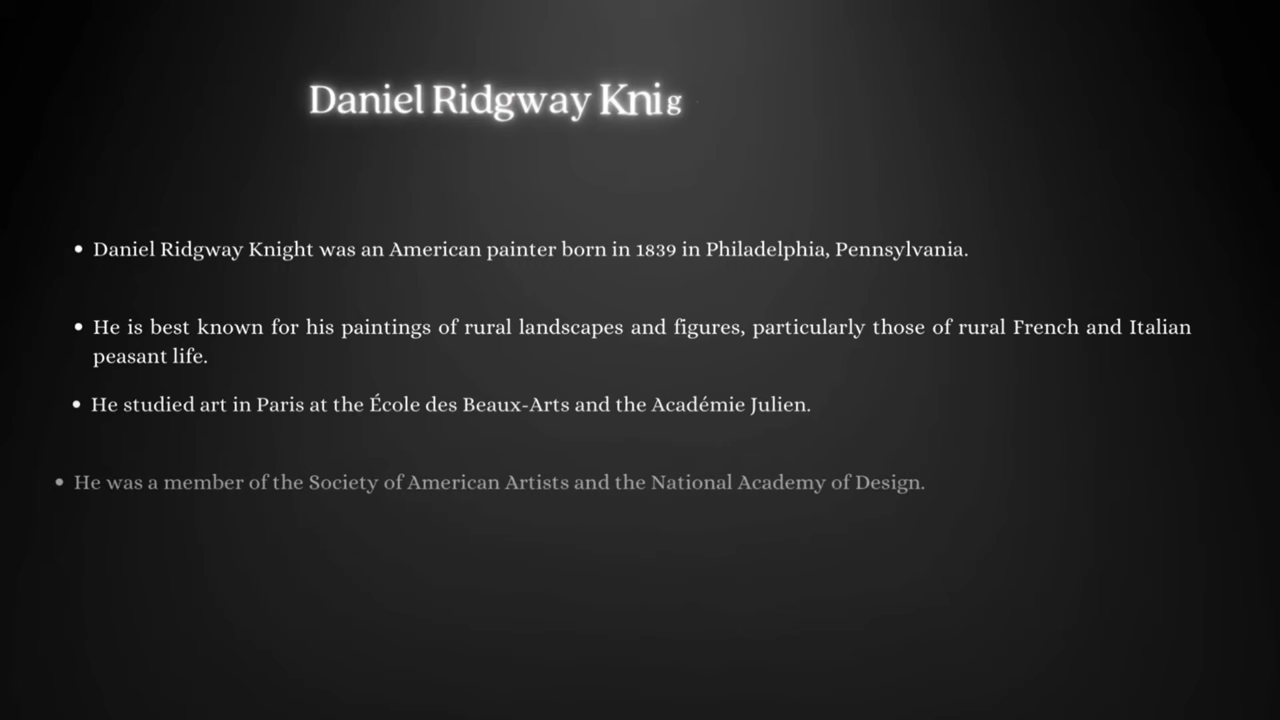 Daniel Ridgway Knig
• Daniel Ridgway Knight was an American painter born in 1839 in Philadelphia, Pennsylvania.
• He is best known for his paintings of rural landscapes and figures, particularly those of rural French and Italian
peasant life.
• He studied art in Paris at the École des Beaux-Arts and the Académie Julien.
• He was a member of the Society of American Artists and the National Academy of Design.